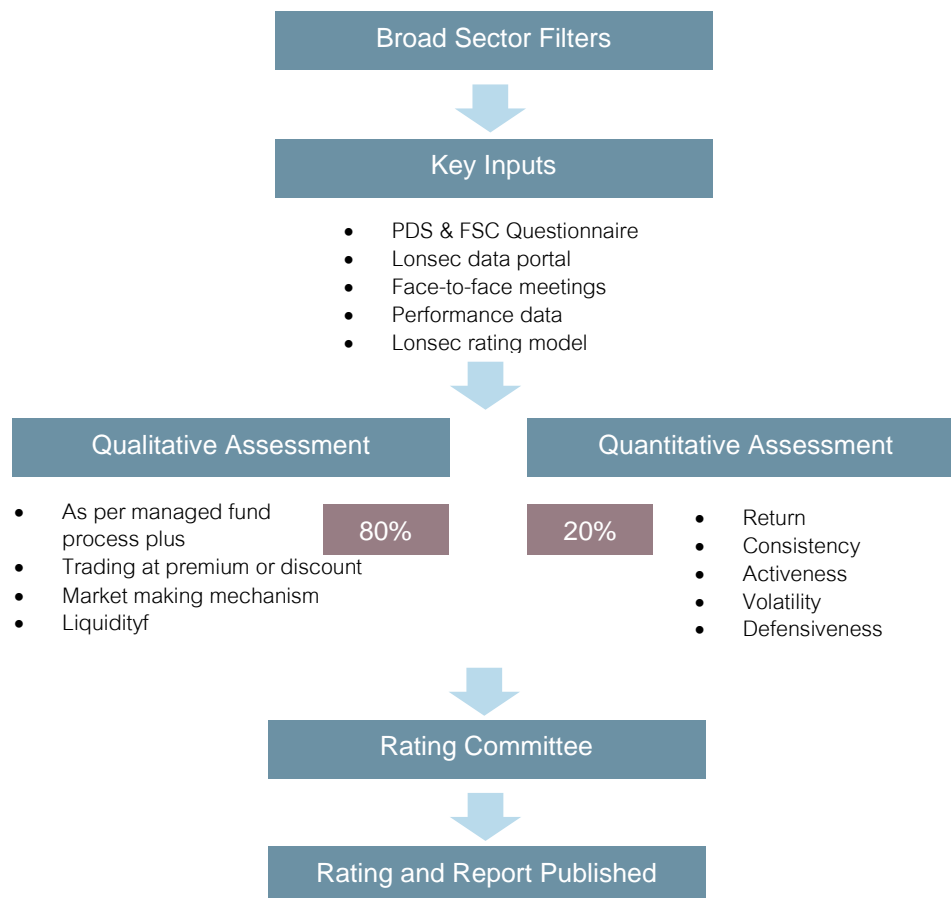 Broad Sector Filters
Key Inputs
• PDS & FSC Questionnaire
• Lonsec data portal
• Face-to-face meetings
• Performance data
• Lonsec rating model
Qualitative Assessment
• As per managed fund
process plus
• Trading at premium or discount
• Market making mechanism
• Liquidityf
80%
Quantitative Assessment
20%
• Return
• Consistency
• Activeness
• Volatility
• Defensiveness
Rating Committee
Rating and Report Published